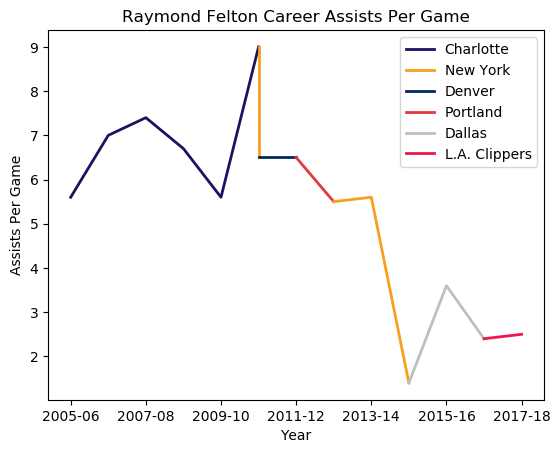 Raymond Felton Career Assists Per Game
Charlotte
New York
Denver
Portland
Dallas
L.A. Clippers
Assists Per Game
9
8
7
6
5
4
3
2
2005-06 2007-08 2009-10 2011-12 2013-14 2015-16 2017-18
Year